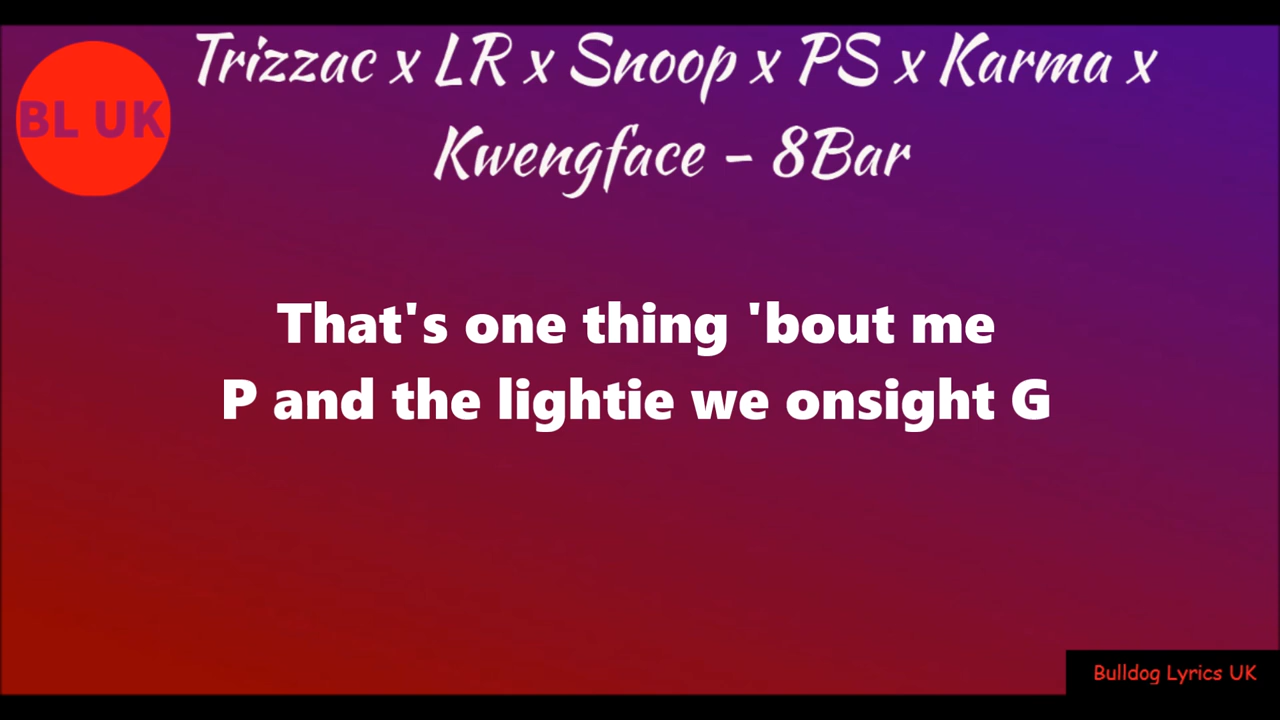 Trizzac x LR x Snoop x PS x Karma x
BL UK
Kwengface - 8Bar
That's one thing 'bout me
P and the lightie we onsight G
Bulldog Lyrics UK